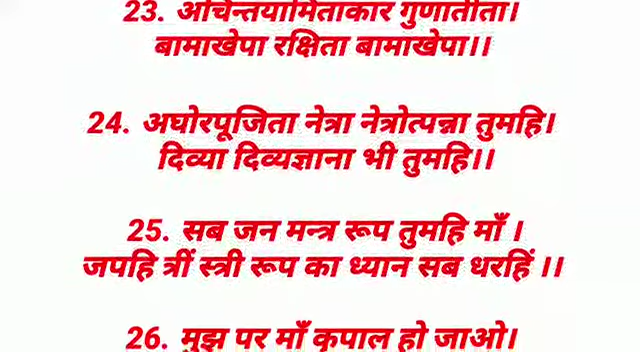 23. अचिन्तयामिताकार गुणातीता।
बामाखेपा रक्षिता बामाखेपा।।
24. अघोरपूजिता नेत्रा नेत्रोत्पन्ना तुमहि।
दिव्या दिव्यज्ञाना भी तुमहि।।
25. सब जन मन्त्र रूप तुमहि माँ ।
जपहि त्रीं स्त्री रूप का ध्यान सब धरहिं ।।
26. मुझ पर माँ कृपाल हो जाओ।